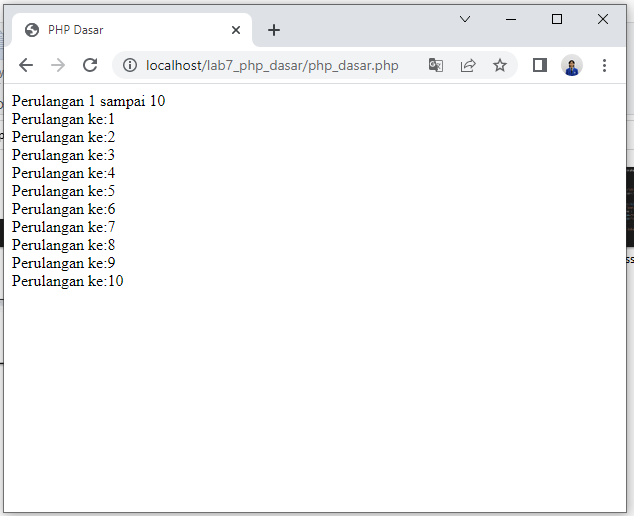 PHP Dasar
localhost/lab7_php_dasar/php_dasar.php
Perulangan 1 sampai 10
Perulangan ke:1
Perulangan ke:2
Perulangan ke:3
Perulangan ke:4
Perulangan ke:5
Perulangan ke:6
Perulangan ke:7
Perulangan ke:8
Perulangan ke:9
Perulangan ke:10